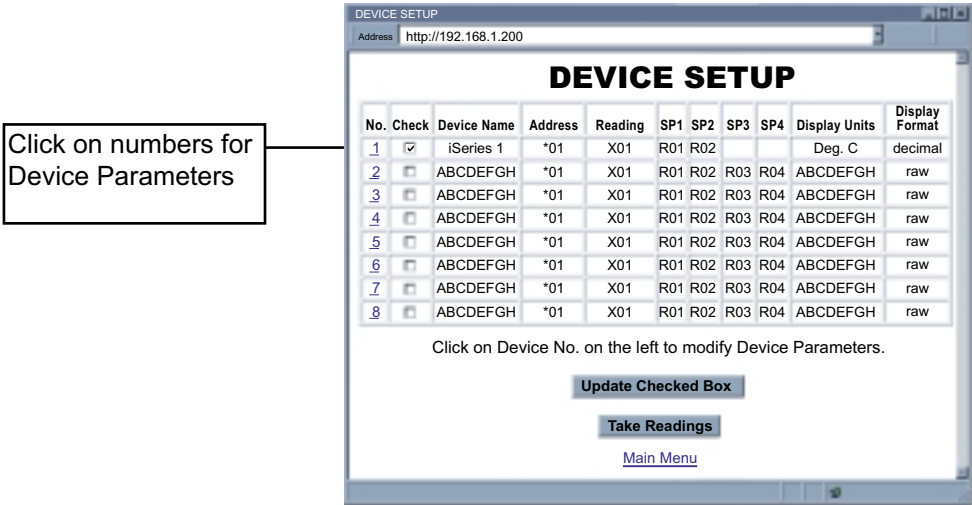 DEVICE SETUP
Address http://192.168.1.200
DEVICE SETUP
No. Check Device Name Address Reading SP1 SP2 SP3 SP4 Display Units Display Format
1 iSeries 1 *01 X01 R01 R02 Deg. C decimal
2 ABCDEFGH *01 X01 R01 R02 R03 R04 ABCDEFGH raw
3 ABCDEFGH *01 X01 R01 R02 R03 R04 ABCDEFGH raw
4 ABCDEFGH *01 X01 R01 R02 R03 R04 ABCDEFGH raw
5 ABCDEFGH *01 X01 R01 R02 R03 R04 ABCDEFGH raw
6 ABCDEFGH *01 X01 R01 R02 R03 R04 ABCDEFGH raw
7 ABCDEFGH *01 X01 R01 R02 R03 R04 ABCDEFGH raw
8 ABCDEFGH *01 X01 R01 R02 R03 R04 ABCDEFGH raw
Click on Device No. on the left to modify Device Parameters.
Update Checked Box
Take Readings
Main Menu
Click on numbers for
Device Parameters